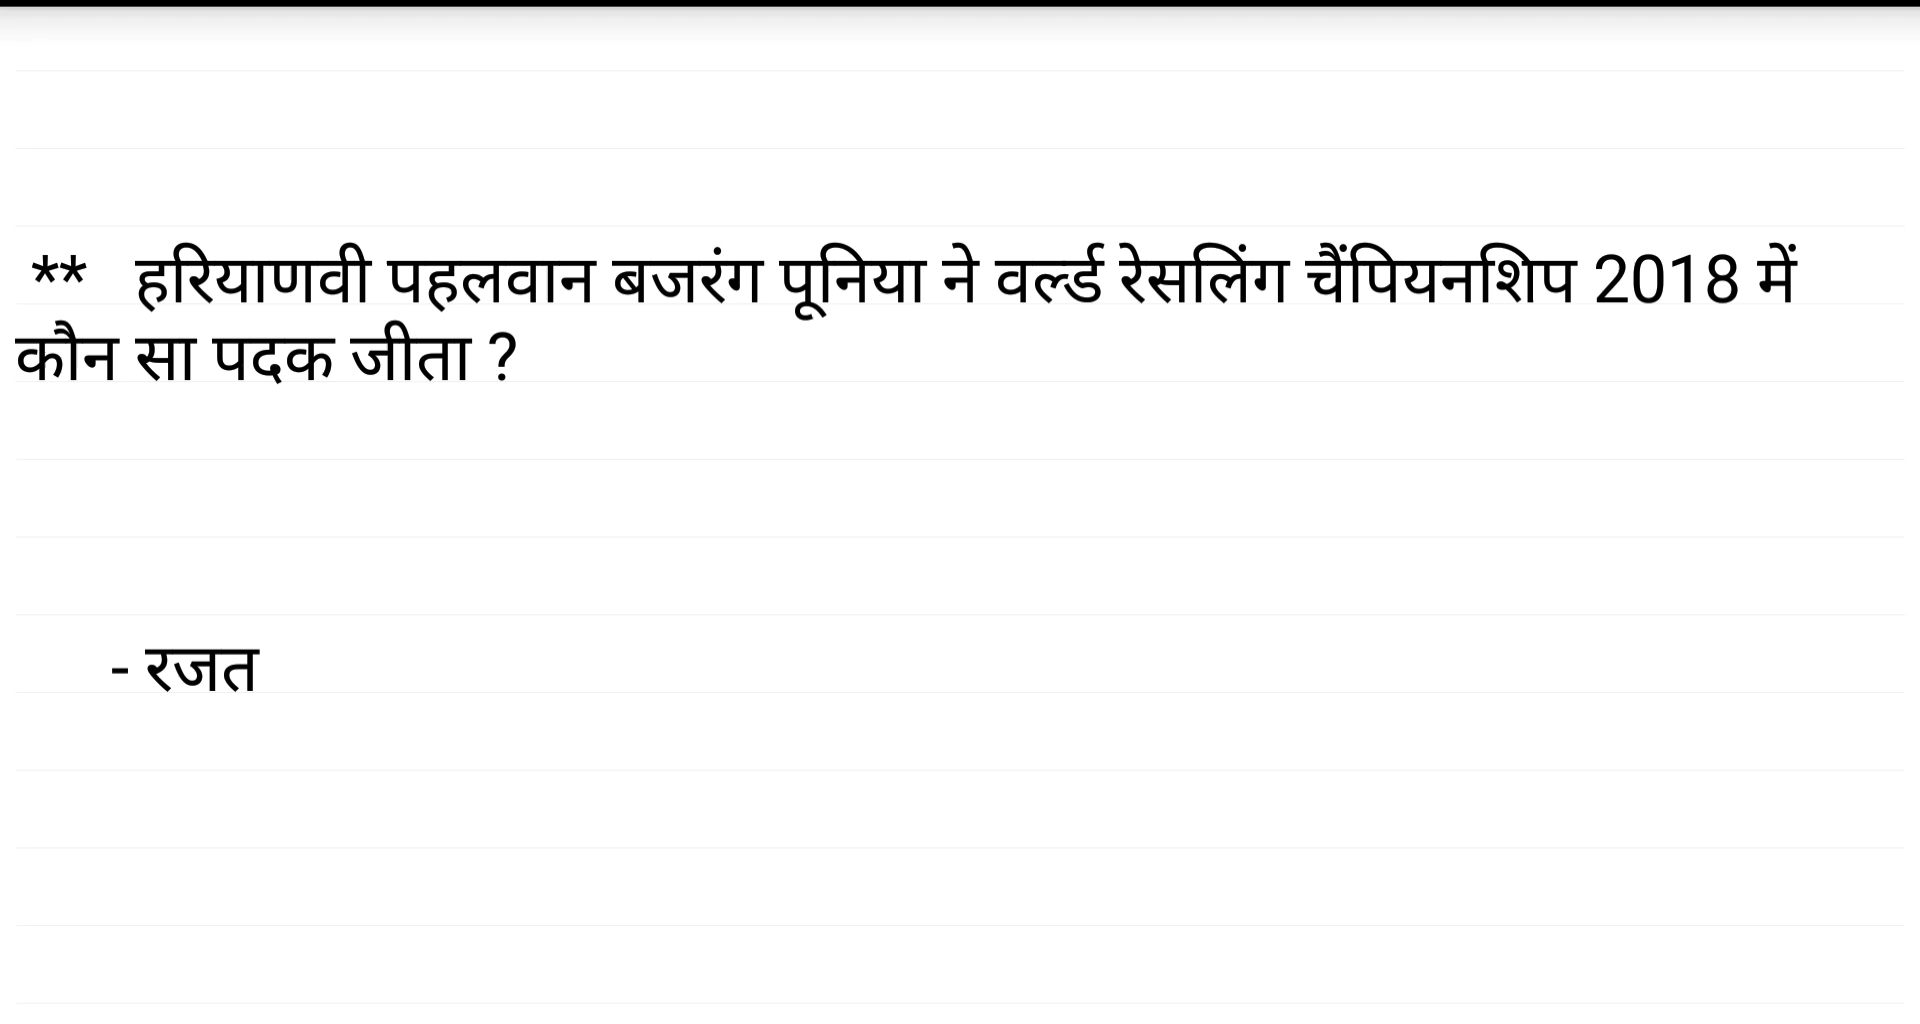 ** हरियाणवी पहलवान बजरंग पूनिया ने वर्ल्ड रेसलिंग चैंपियनशिप 2018 में
कौन सा पदक जीता ?
- रजत